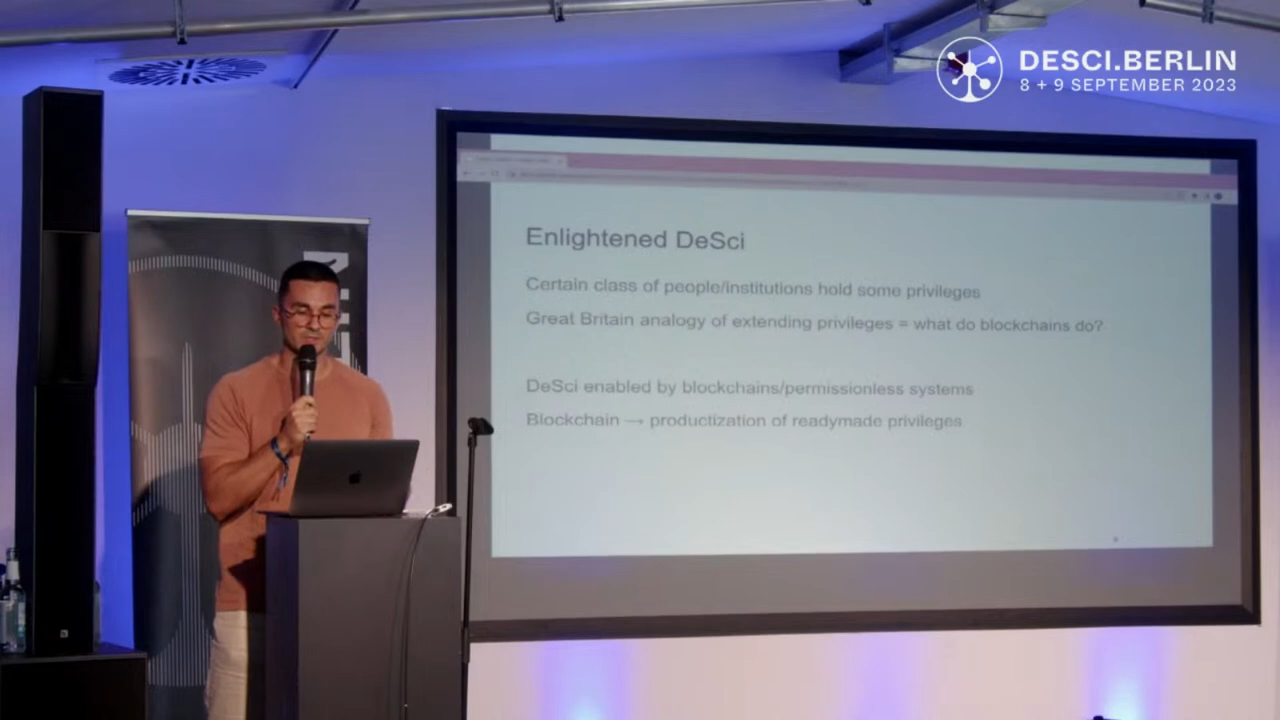 DESCI.BERLIN
8 + 9 SEPTEMBER 2023
Enlightened DeSci
Certain class of people/institutions hold some privileges
Great Britain analogy of extending privileges = what do blockchains do?
DeSci enabled by blockchains/permissionless systems
Blockchain → productization of readymade privileges